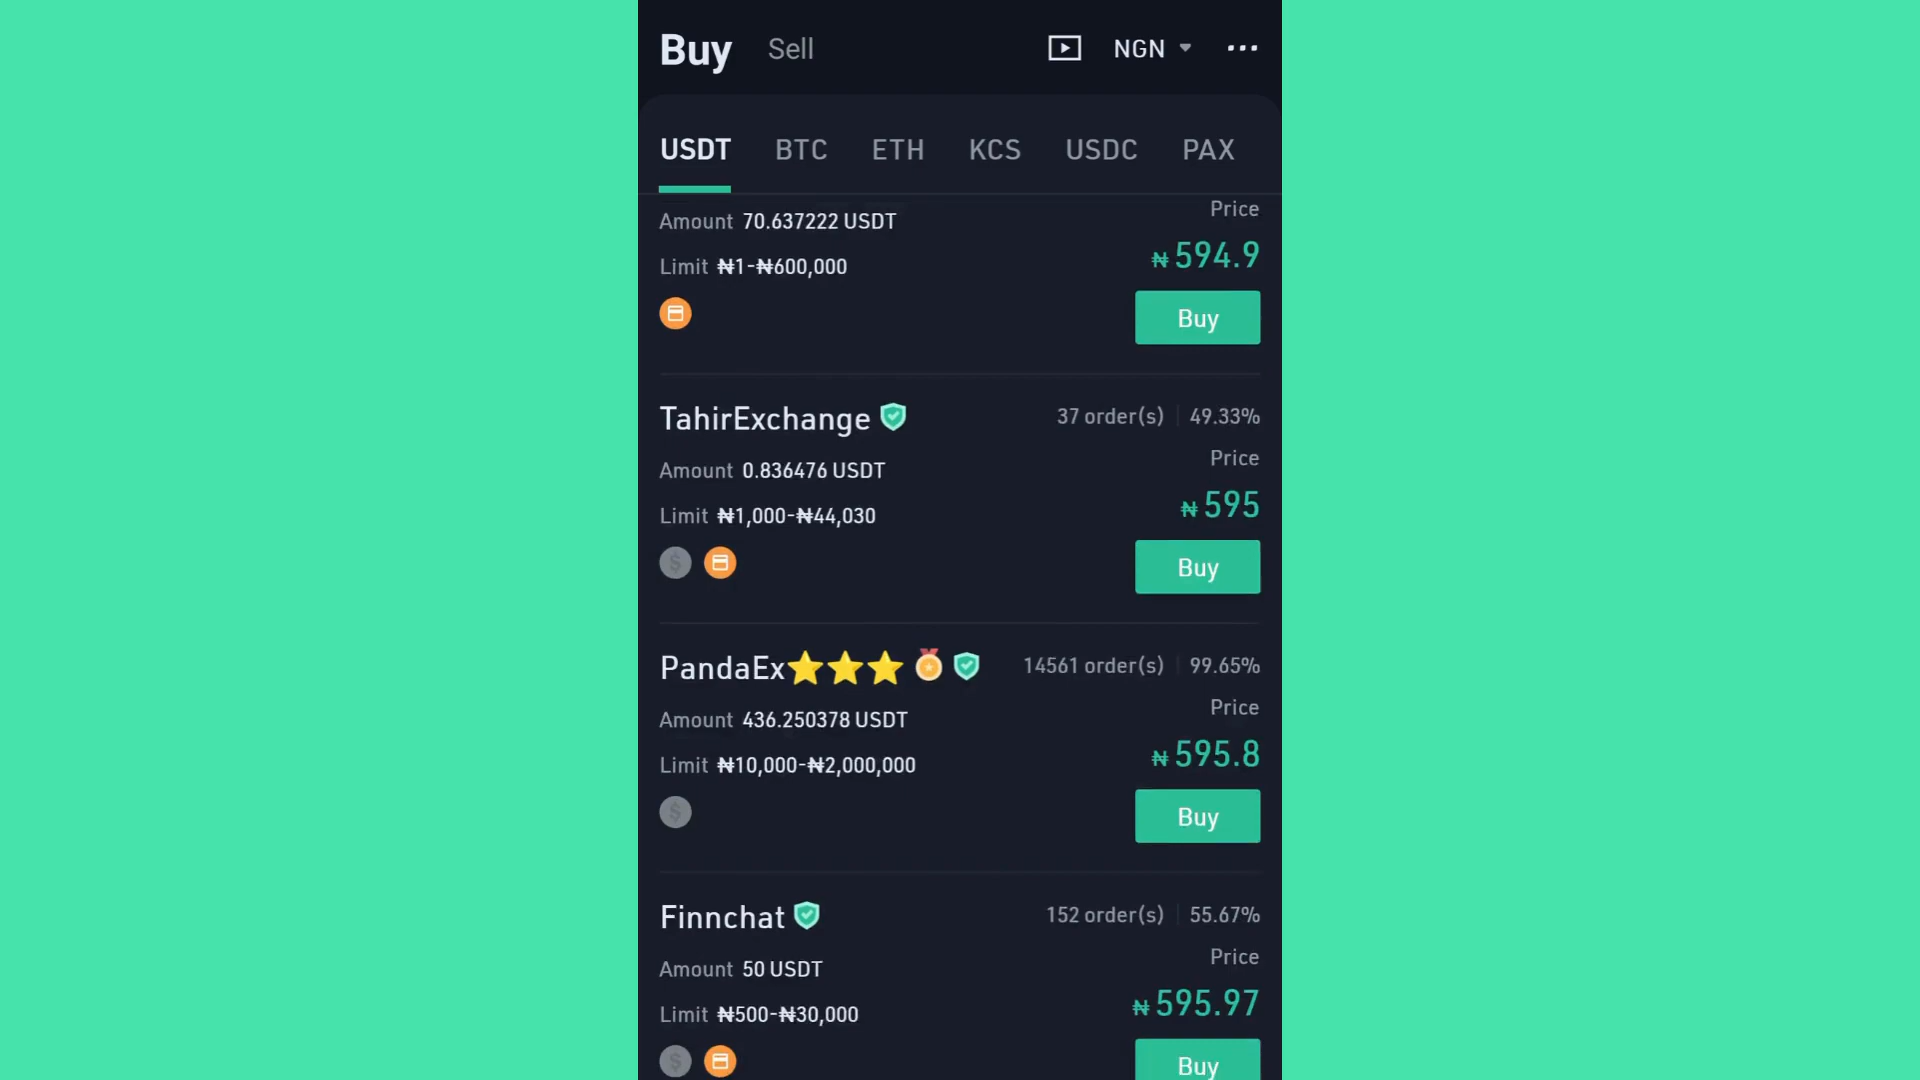 Buy Sell NGN
USDT BTC ETH KCS USDC PAX
Amount 70.637222 USDT Price
Limit ₦1-₦600,000 ₦ 594.9
Buy
TahirExchange 37 order(s) 49.33%
Amount 0.836476 USDT Price
Limit ₦1,000-₦44,030 ₦ 595
Buy
PandaEx⭐⭐⭐ 14561 order(s) 99.65%
Amount 436.250378 USDT Price
Limit ₦10,000-₦2,000,000 ₦ 595.8
Buy
Finnchat 152 order(s) 55.67%
Amount 50 USDT Price
Limit ₦500-₦30,000 ₦ 595.97
Buy